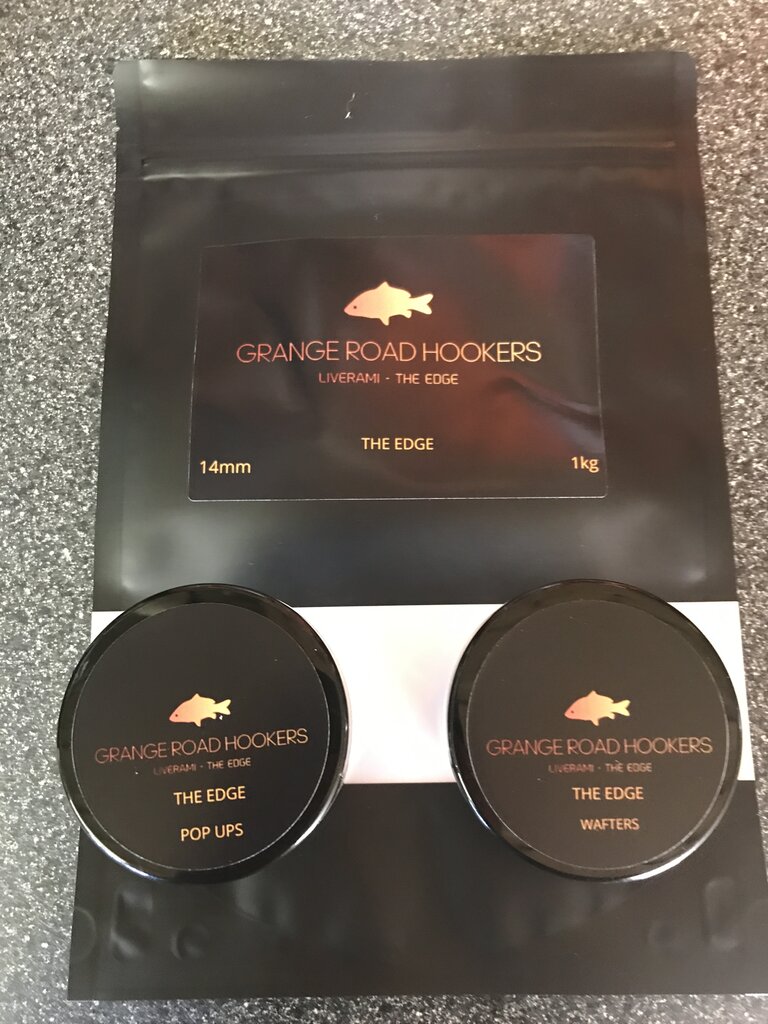 GRANGE ROAD HOOKERS
LIVERAMI - THE EDGE
THE EDGE
14mm
1kg
GRANGE ROAD HOOKERS
LIVERAMI - THE EDGE
THE EDGE
POP UPS
GRANGE ROAD HOOKERS
LIVERAMI - THE EDGE
THE EDGE
WAFTERS